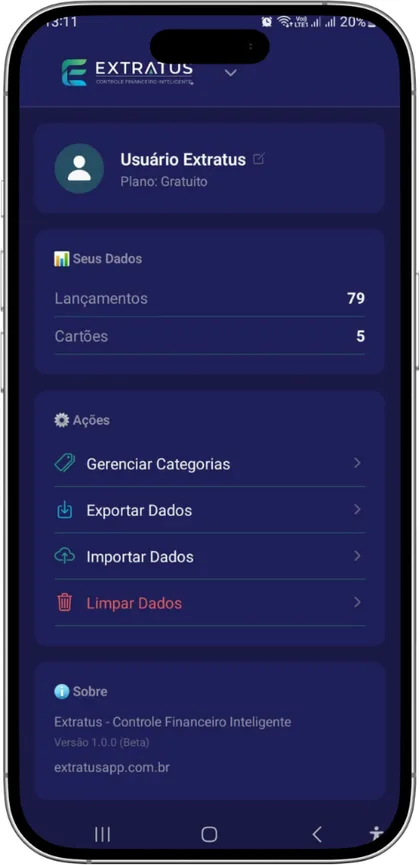 13:11
Vo)
LTE1
20%
EXTRATUS
CONTROLE FINANCEIRO INTELIGENTE
Usuário Extratus
Plano: Gratuito
Seus Dados
Lançamentos 79
Cartões 5
Ações
Gerenciar Categorias
Exportar Dados
Importar Dados
Limpar Dados
Sobre
Extratus - Controle Financeiro Inteligente
Versão 1.0.0 (Beta)
extratusapp.com.br